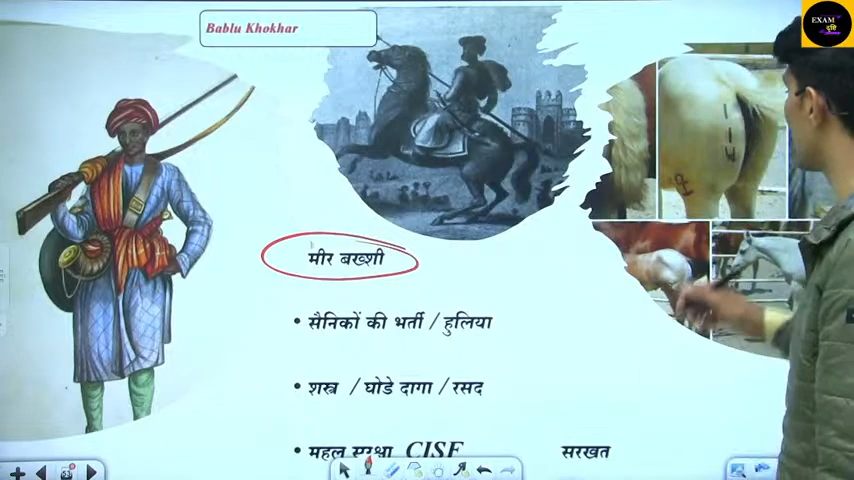 Bablu Khokhar
EXAM
दृष्टि
मीर बख्शी
• सैनिकों की भर्ती / हुलिया
• शस्त्र / घोडे दागा / रसद
• महल सुरक्षा CISF सरखत